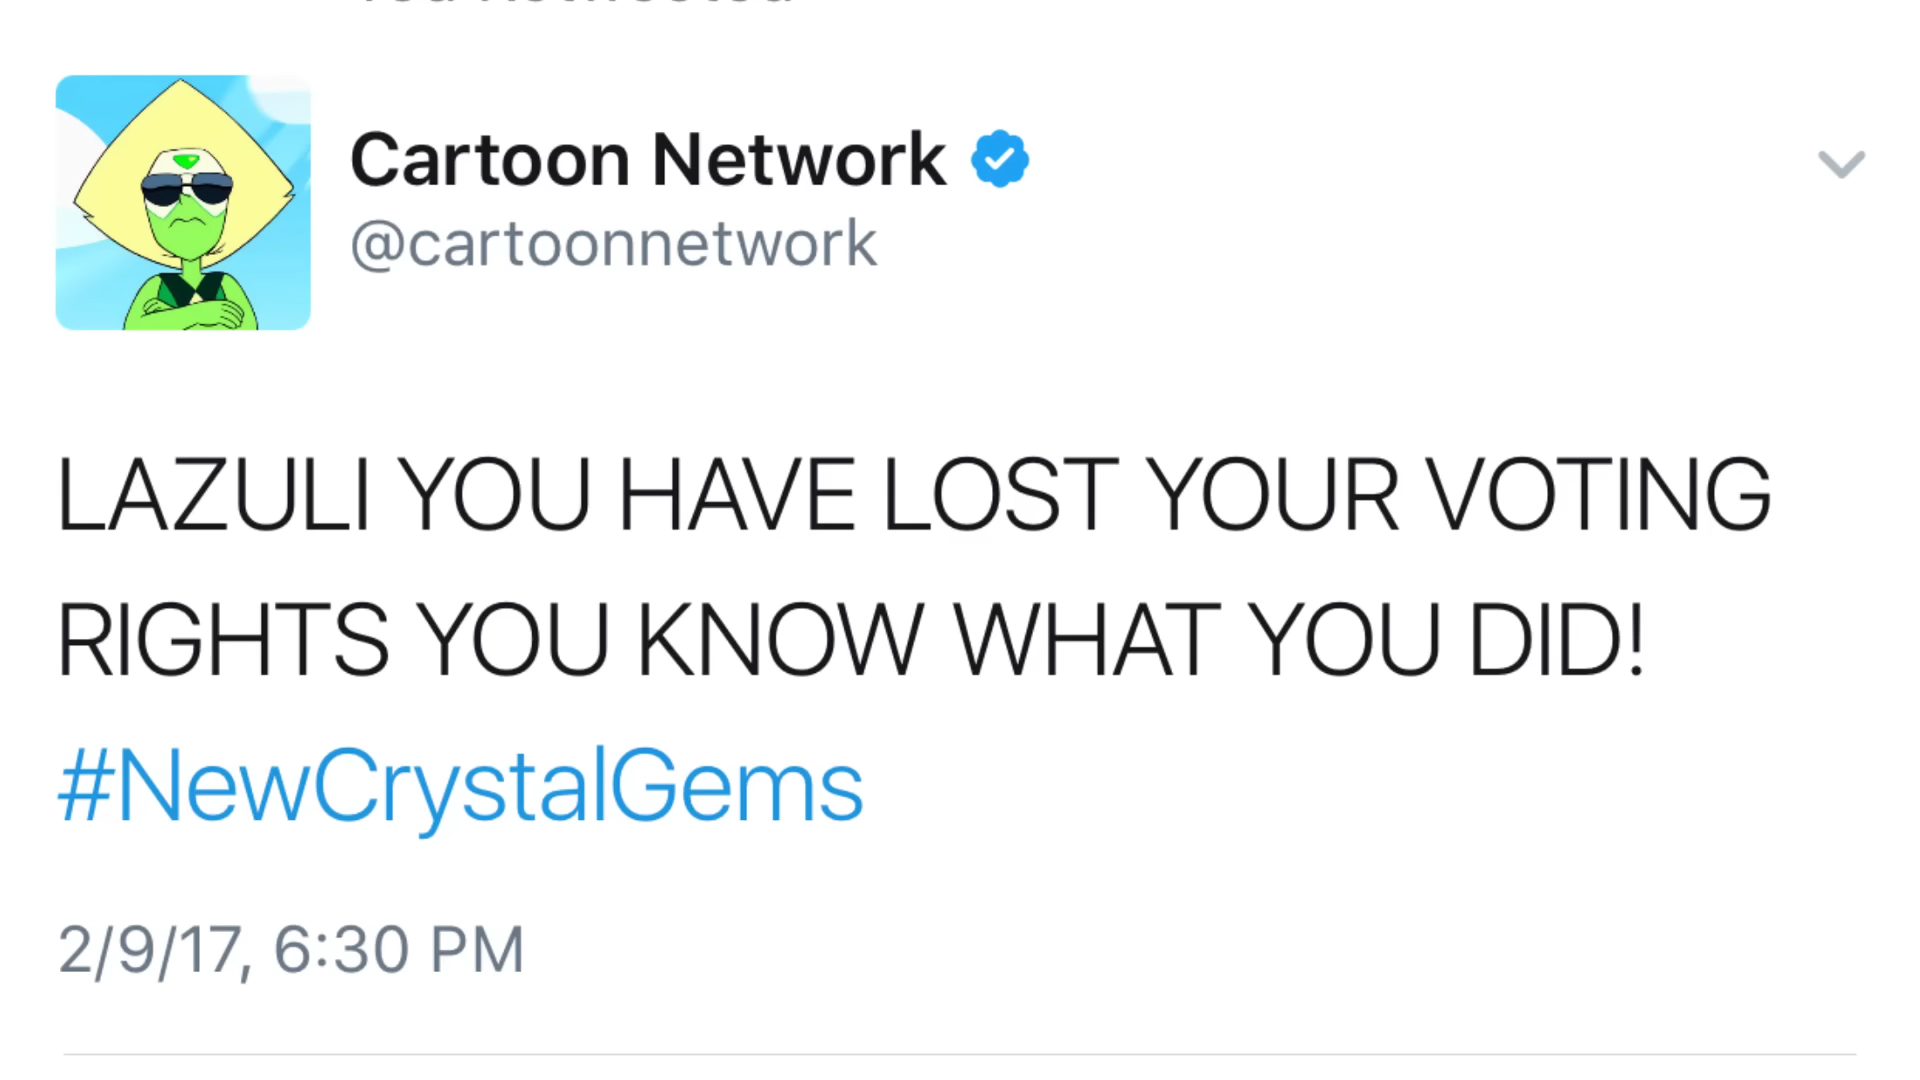 Cartoon Network
@cartoonnetwork
LAZULI YOU HAVE LOST YOUR VOTING
RIGHTS YOU KNOW WHAT YOU DID!
#NewCrystalGems
2/9/17, 6:30 PM